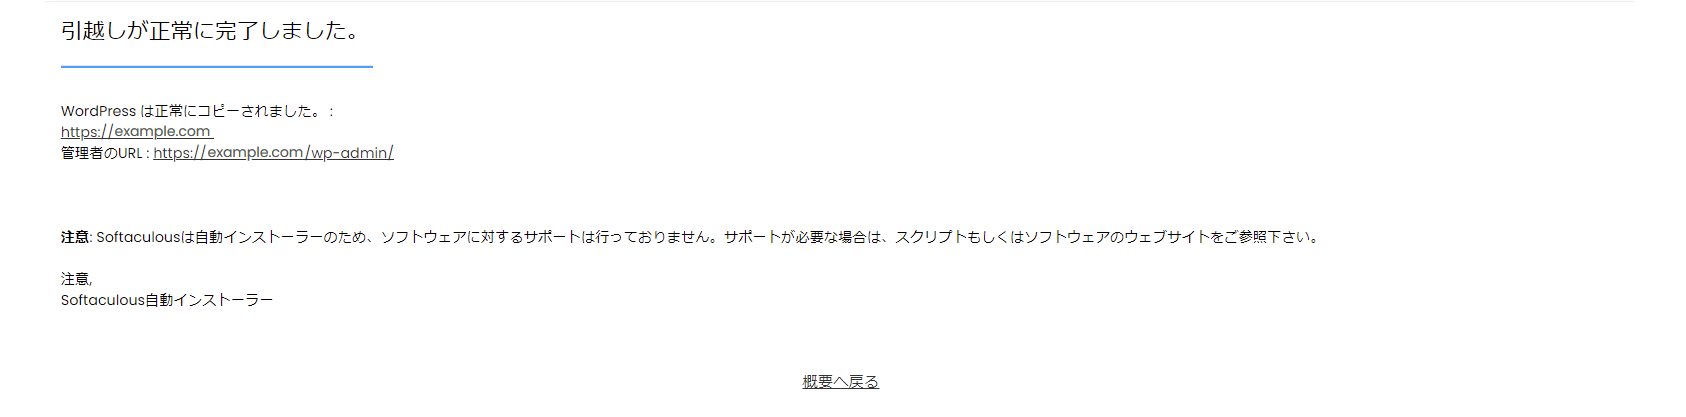 引越しが正常に完了しました。
WordPress は正常にコピーされました。 :
https://example.com
管理者のURL : https://example.com/wp-admin/
注意: Softaculousは自動インストーラーのため、ソフトウェアに対するサポートは行っておりません。サポートが必要な場合は、スクリプトもしくはソフトウェアのウェブサイトをご参照下さい。
注意,
Softaculous自動インストーラー
概要へ戻る